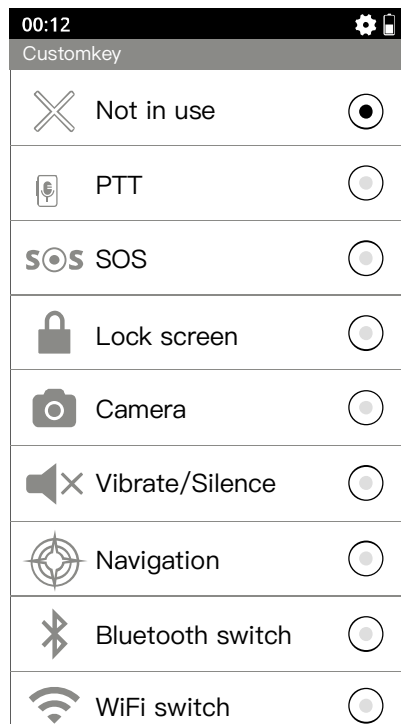 00:12
Customkey
Not in use
PTT
SOS SOS
Lock screen
Camera
Vibrate/Silence
Navigation
Bluetooth switch
WiFi switch